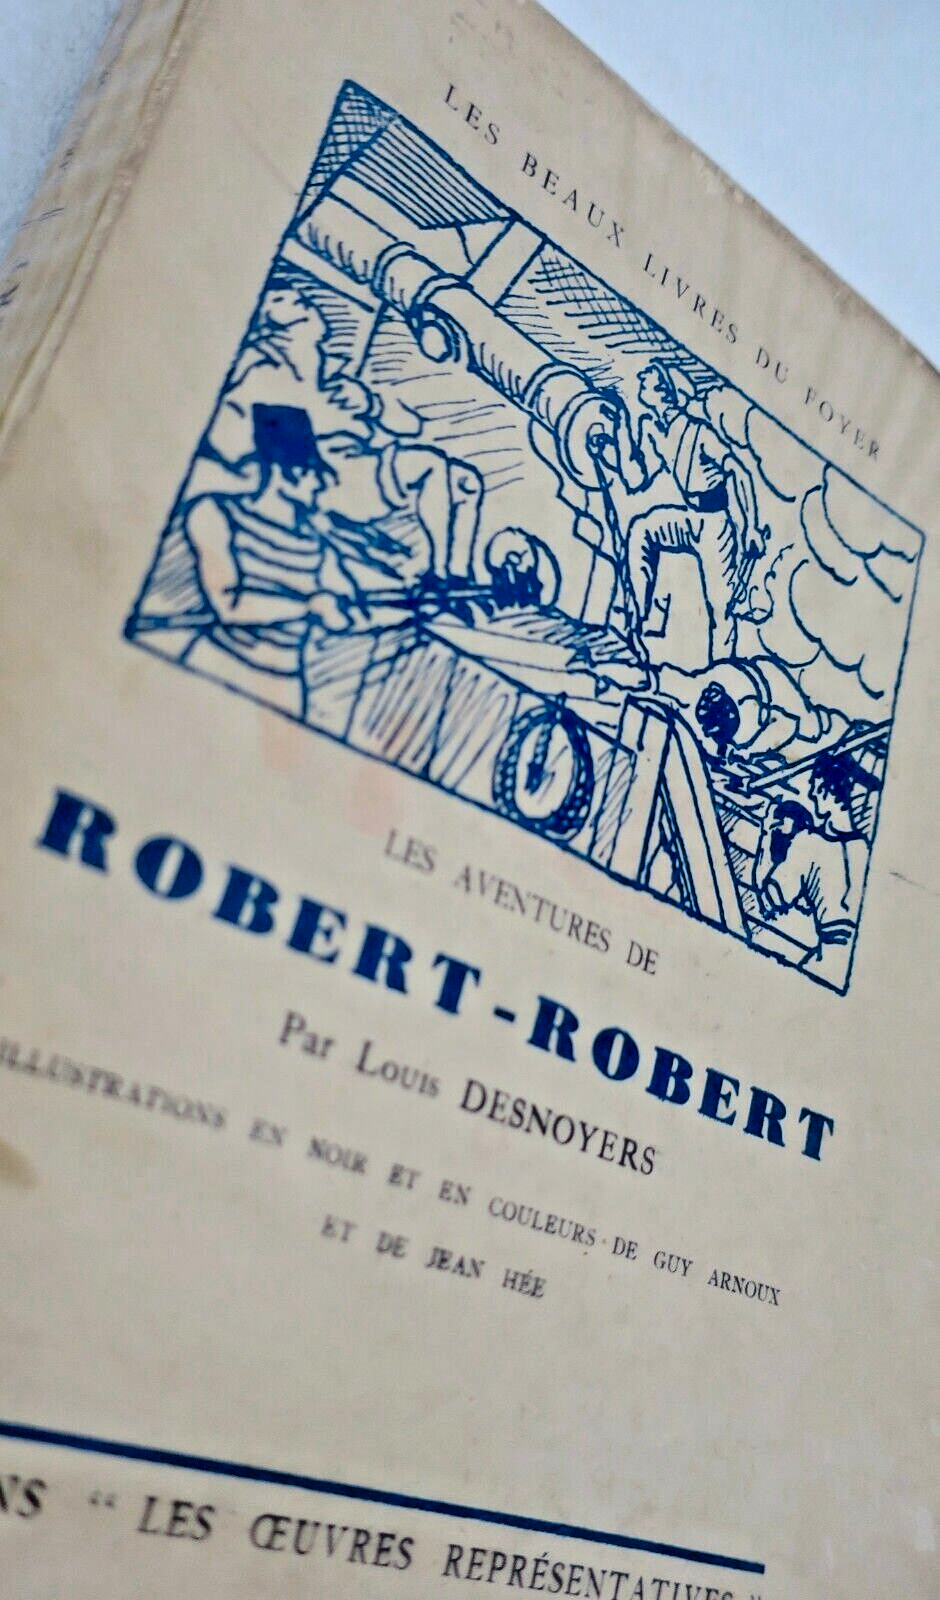 LES BEAUX LIVRES DU FOYER
LES AVENTURES DE
ROBERT-ROBERT
Par Louis DESNOYERS
ILLUSTRATIONS EN NOIR ET EN COULEURS DE GUY ARNOUX
ET DE JEAN HÉE
NS “ LES ŒUVRES REPRÉSENTATIVES ”